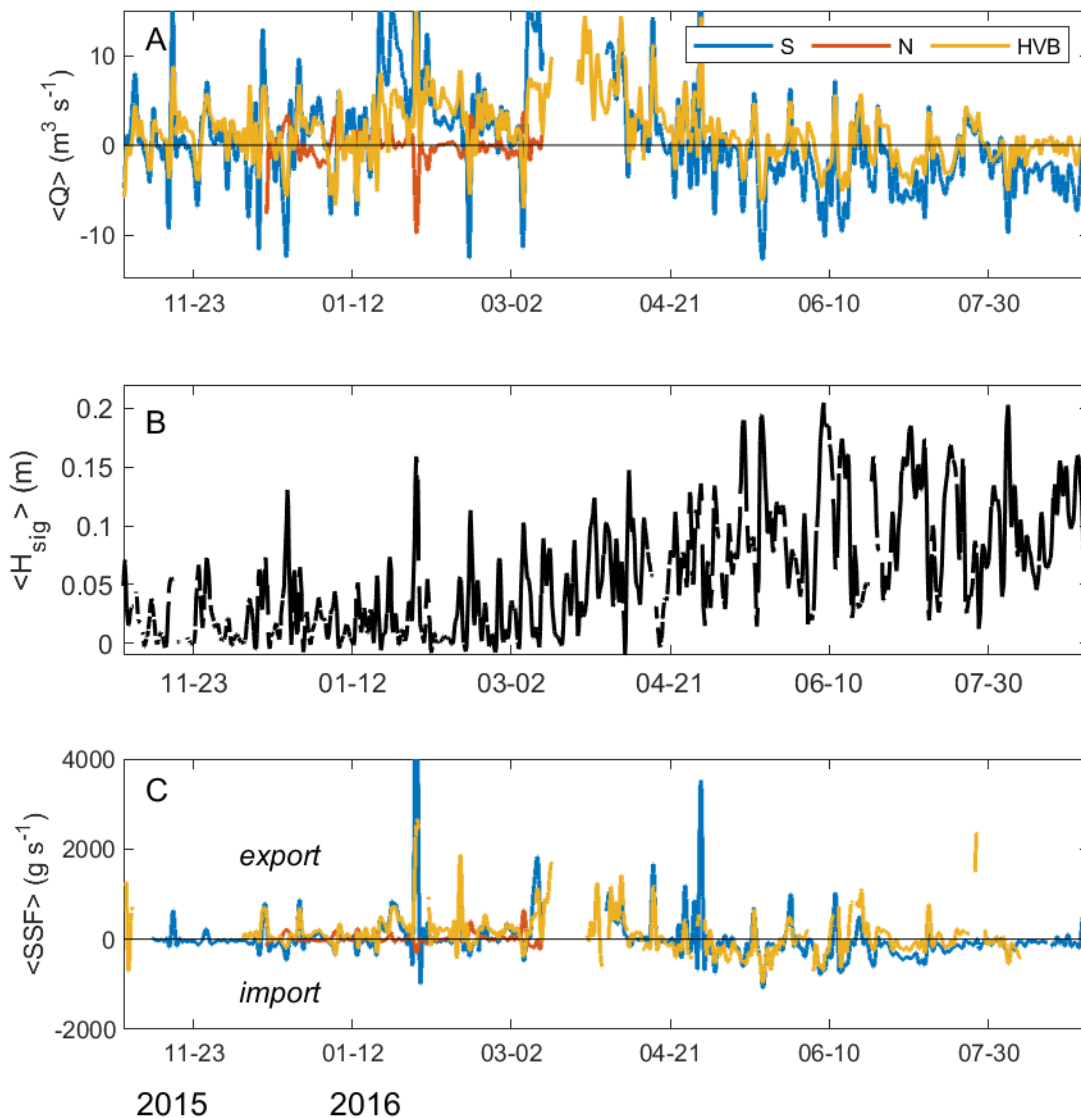 A
S N HVB
<Q> (m³ s⁻¹)
10
0
-10
11-23 01-12 03-02 04-21 06-10 07-30
B
<H_sig> (m)
0.2
0.15
0.1
0.05
0
11-23 01-12 03-02 04-21 06-10 07-30
C
<SSF> (g s⁻¹)
4000
2000
0
-2000
export
import
11-23 01-12 03-02 04-21 06-10 07-30
2015 2016